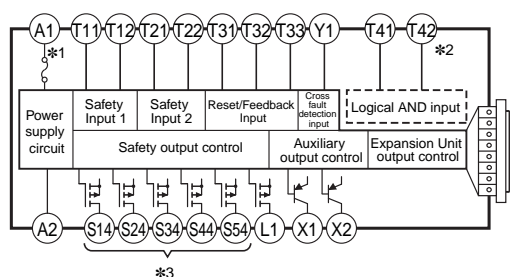 A1 T11 T12 T21 T22 T31 T32 T33 Y1 T41 T42
*1
*2
Power supply circuit
Safety Input 1
Safety Input 2
Reset/Feedback Input
Cross fault detection input
Logical AND input
Safety output control
Auxiliary output control
Expansion Unit output control
A2 S14 S24 S34 S44 S54 L1 X1 X2
*3